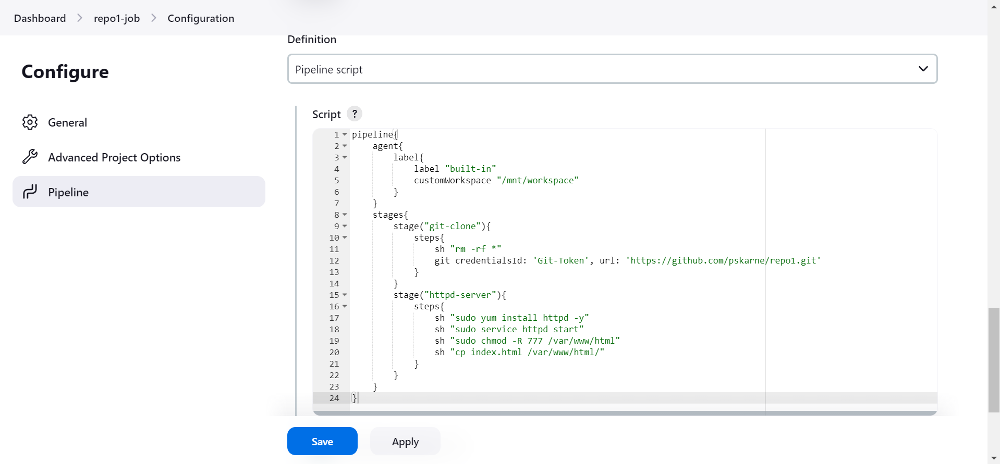 Dashboard > repo1-job > Configuration
Configure
General
Advanced Project Options
Pipeline
Definition
Pipeline script
Script ?
1 pipeline{
2     agent{
3         label{
4             label "built-in"
5             customWorkspace "/mnt/workspace"
6         }
7     }
8     stages{
9         stage("git-clone"){
10             steps{
11                 sh "rm -rf *"
12                 git credentialsId: 'Git-Token', url: 'https://github.com/pskarne/repo1.git'
13             }
14         }
15         stage("httpd-server"){
16             steps{
17                 sh "sudo yum install httpd -y"
18                 sh "sudo service httpd start"
19                 sh "sudo chmod -R 777 /var/www/html"
20                 sh "cp index.html /var/www/html/"
21             }
22         }
23     }
24 }
Save Apply